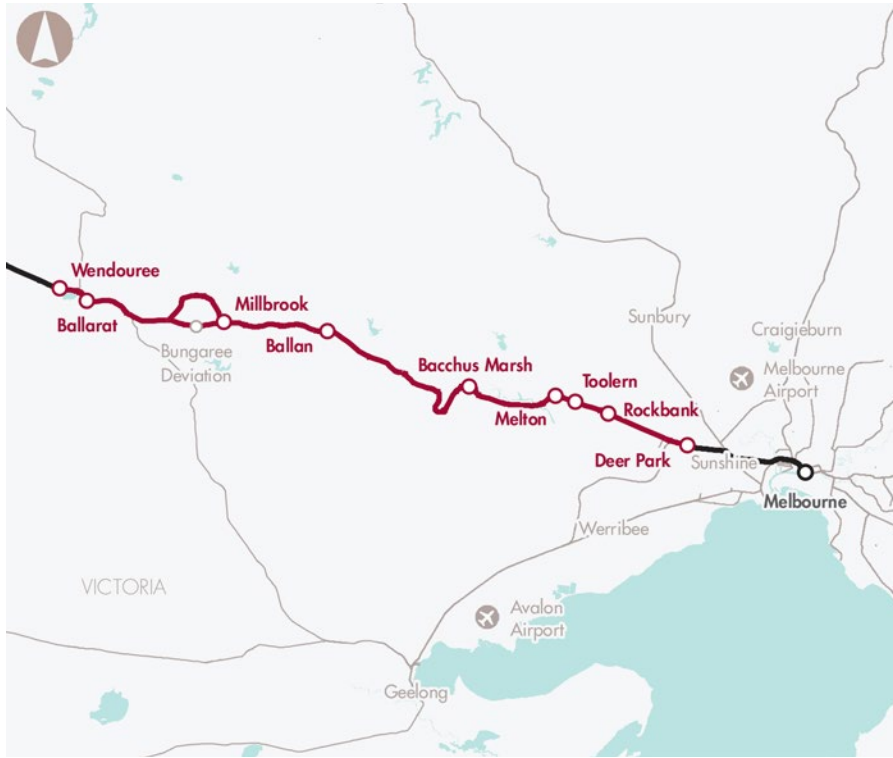 Wendouree
Ballarat
Millbrook
Bungaree
Deviation
Ballan
Bacchus Marsh
Melton
Toolern
Rockbank
Deer Park
Sunshine
Melbourne
Sunbury
Craigieburn
Melbourne
Airport
Werribee
VICTORIA
Avalon
Airport
Geelong